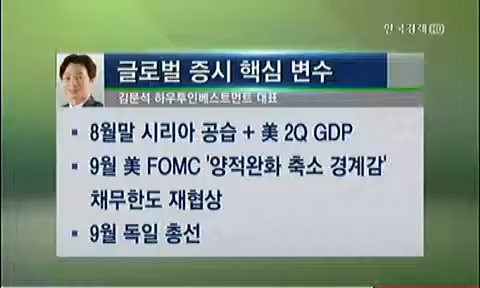 한국경제 HD
글로벌 증시 핵심 변수
김문석 하우투인베스트먼트 대표
8월말 시리아 공습 + 美 2Q GDP
9월 美 FOMC '양적완화 축소 경계감'
채무한도 재협상
9월 독일 총선